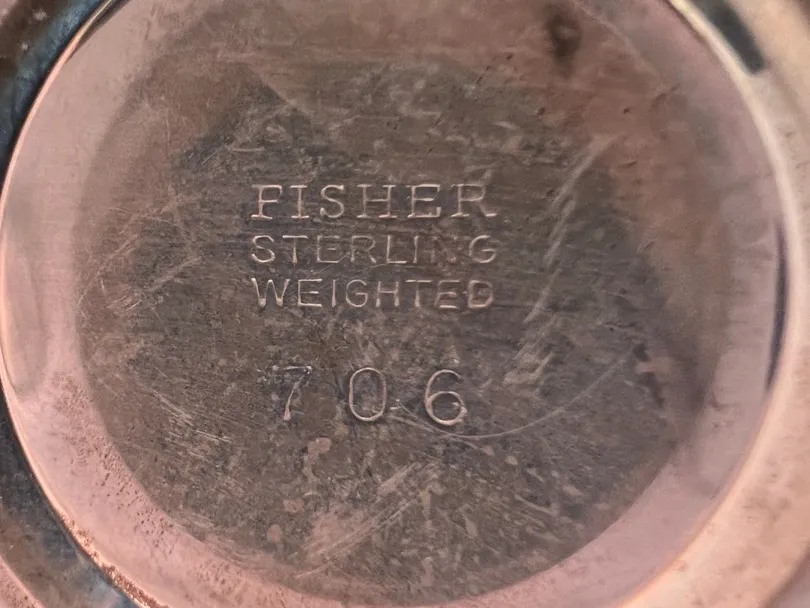 FISHER
STERLING
WEIGHTED
706